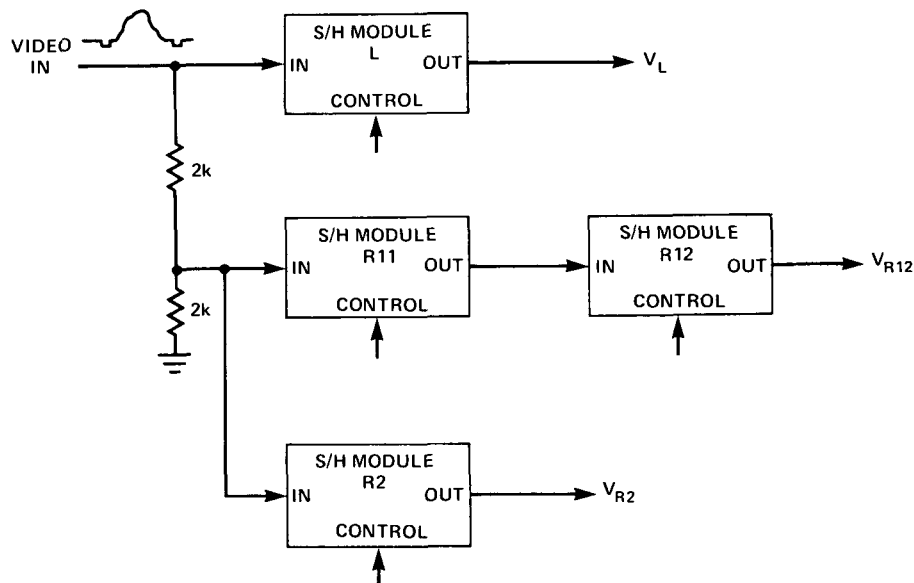 VIDEO
IN
S/H MODULE
L
IN
OUT
CONTROL
V_L
2k
S/H MODULE
R11
IN
OUT
CONTROL
S/H MODULE
R12
IN
OUT
CONTROL
V_R12
2k
S/H MODULE
R2
IN
OUT
CONTROL
V_R2